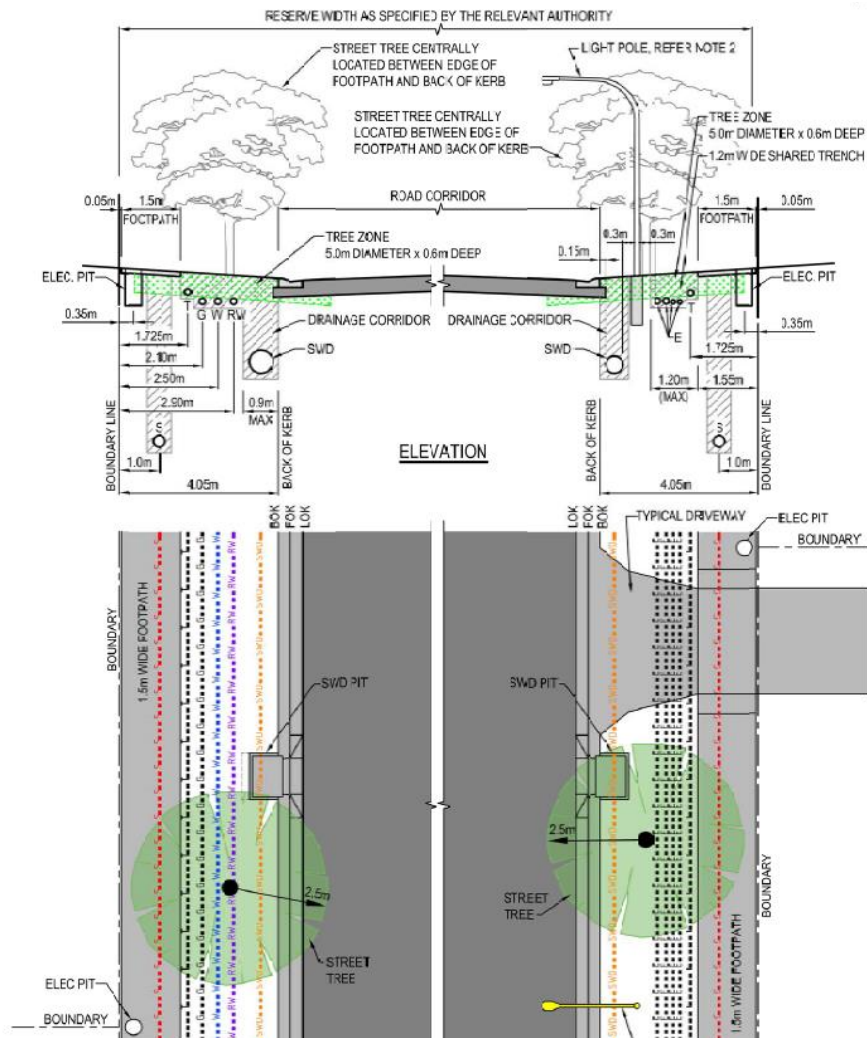 RESERVE WIDTH AS SPECIFIED BY THE RELEVANT AUTHORITY
STREET TREE CENTRALLY
LOCATED BETWEEN EDGE OF
FOOTPATH AND BACK OF KERB
LIGHT POLE, REFER NOTE 2
STREET TREE CENTRALLY
LOCATED BETWEEN EDGE OF
FOOTPATH AND BACK OF KERB
TREE ZONE
5.0m DIAMETER x 0.6m DEEP
1.2m WIDE SHARED TRENCH
0.05m
1.5m
FOOTPATH
ROAD CORRIDOR
1.5m
FOOTPATH
0.05m
TREE ZONE
5.0m DIAMETER x 0.6m DEEP
0.3m
0.3m
0.15m
ELEC. PIT
ELEC. PIT
T
G W RW
T
E
0.35m
0.35m
DRAINAGE CORRIDOR
DRAINAGE CORRIDOR
1.725m
1.725m
SWD
SWD
2.10m
2.50m
2.90m
0.9m
MAX
1.20m
(MAX)
1.55m
S
S
1.0m
1.0m
4.05m
4.05m
BOUNDARY LINE
BACK OF KERB
BACK OF KERB
BOUNDARY LINE
ELEVATION
BOK
FOK
LOK
LOK
FOK
BOK
TYPICAL DRIVEWAY
ELEC PIT
BOUNDARY
BOUNDARY
1.5m WIDE FOOTPATH
SWD PIT
SWD PIT
2.5m
2.5m
STREET
TREE
STREET
TREE
BOUNDARY
1.5m WIDE FOOTPATH
ELEC PIT
BOUNDARY